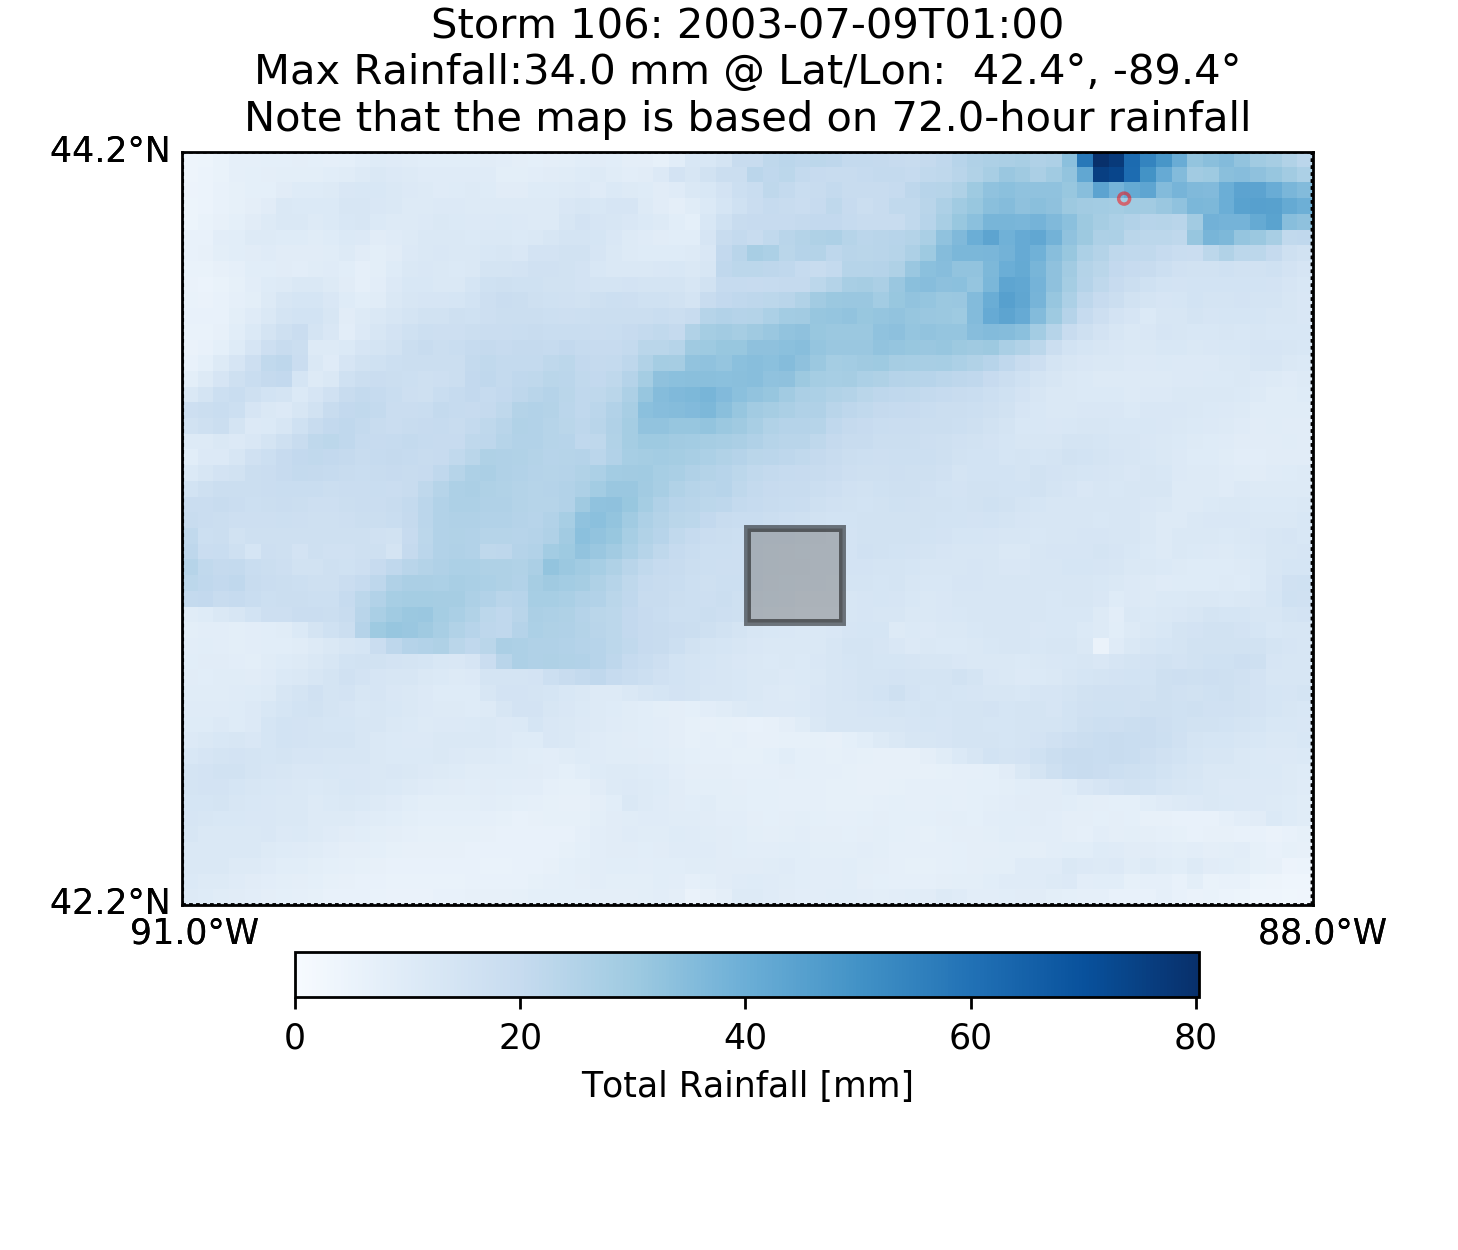 Storm 106: 2003-07-09T01:00
Max Rainfall:34.0 mm @ Lat/Lon:  42.4°, -89.4°
Note that the map is based on 72.0-hour rainfall
44.2°N
42.2°N
91.0°W 88.0°W
0 20 40 60 80
Total Rainfall [mm]